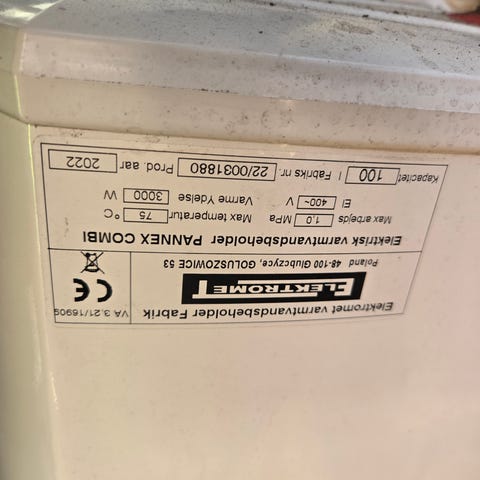 Elektromet varmtvandsbeholder Fabrik
VA 3.21/16909
ELEKTROMET
CE
48-100 Glubczyce, GOLUSZOWICE 53
Poland
Elektrisk varmtvandsbeholder PANNEX COMBI
Max arbejds 1.0 MPa Max temperatur 75 °C
El 400~ V Varme Ydelse 3000 W
Kapacitet 100 l Fabriks nr. 22/0031880 Prod. aar 2022